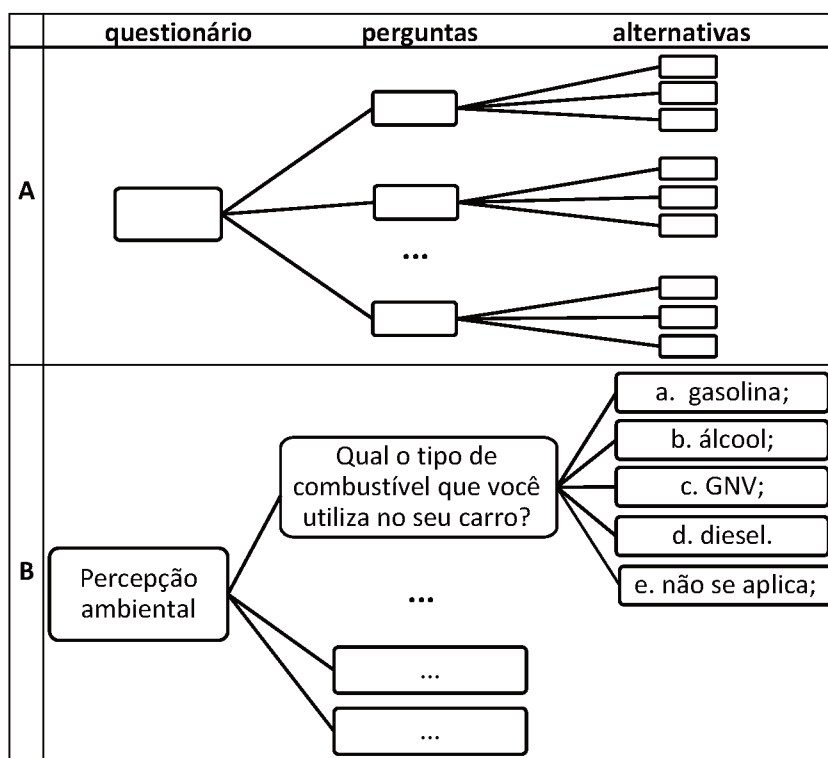 questionário perguntas alternativas
A
...
B
Percepção
ambiental
Qual o tipo de
combustível que você
utiliza no seu carro?
...
...
...
a. gasolina;
b. álcool;
c. GNV;
d. diesel.
e. não se aplica;